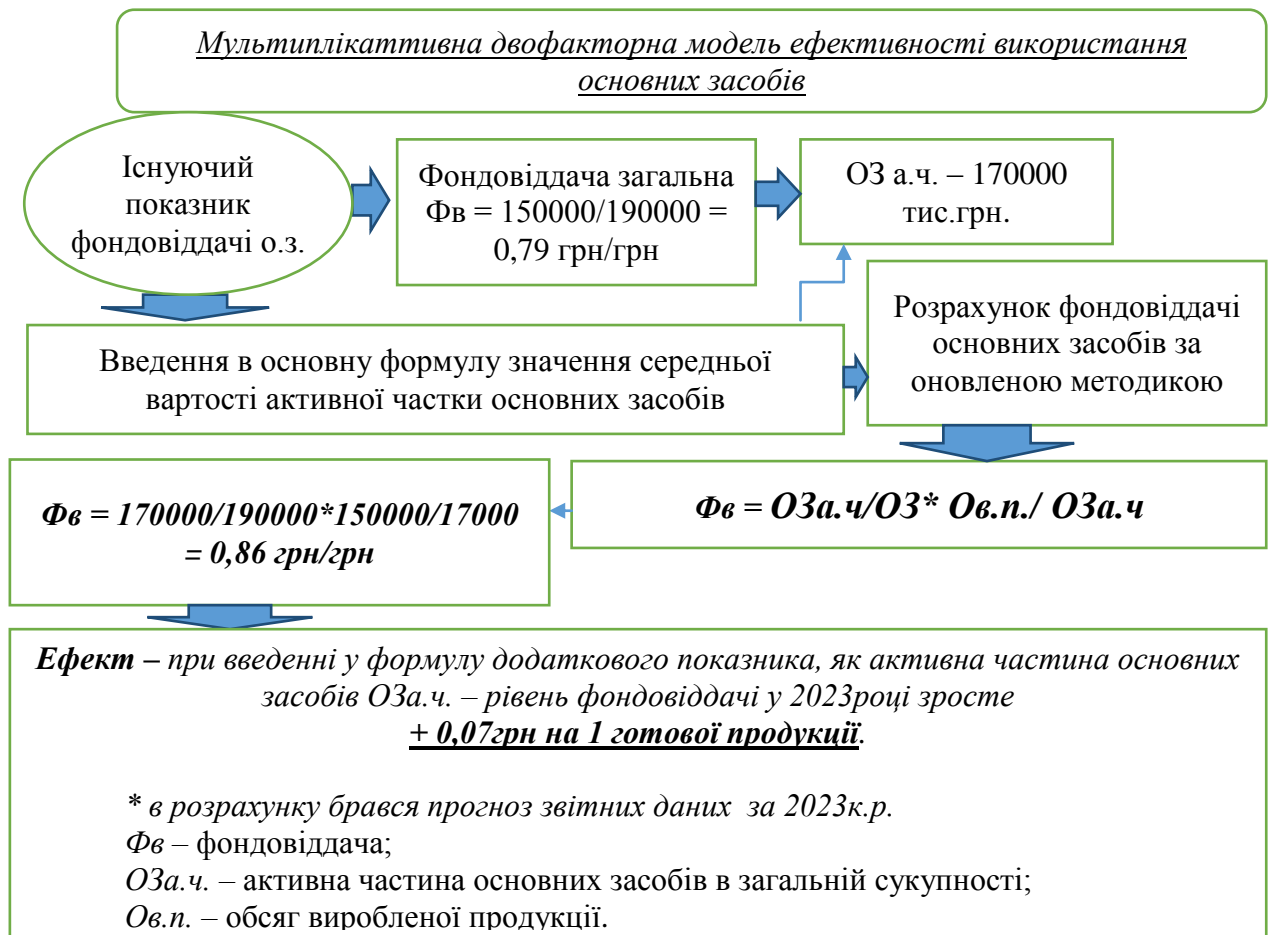 Мультиплікаттивна двофакторна модель ефективності використання
основних засобів
Існуючий
показник
фондовіддачі о.з.
Фондовіддача загальна
Фв = 150000/190000 =
0,79 грн/грн
ОЗ а.ч. – 170000
тис.грн.
Введення в основну формулу значення середньої
вартості активної частки основних засобів
Розрахунок фондовіддачі
основних засобів за
оновленою методикою
Фв = 170000/190000*150000/17000
= 0,86 грн/грн
Фв = ОЗа.ч/ОЗ* Ов.п./ ОЗа.ч
Ефект – при введенні у формулу додаткового показника, як активна частина основних
засобів ОЗа.ч. – рівень фондовіддачі у 2023році зросте
+ 0,07грн на 1 готової продукції.
* в розрахунку брався прогноз звітних даних за 2023к.р.
Фв – фондовіддача;
ОЗа.ч. – активна частина основних засобів в загальній сукупності;
Ов.п. – обсяг виробленої продукції.